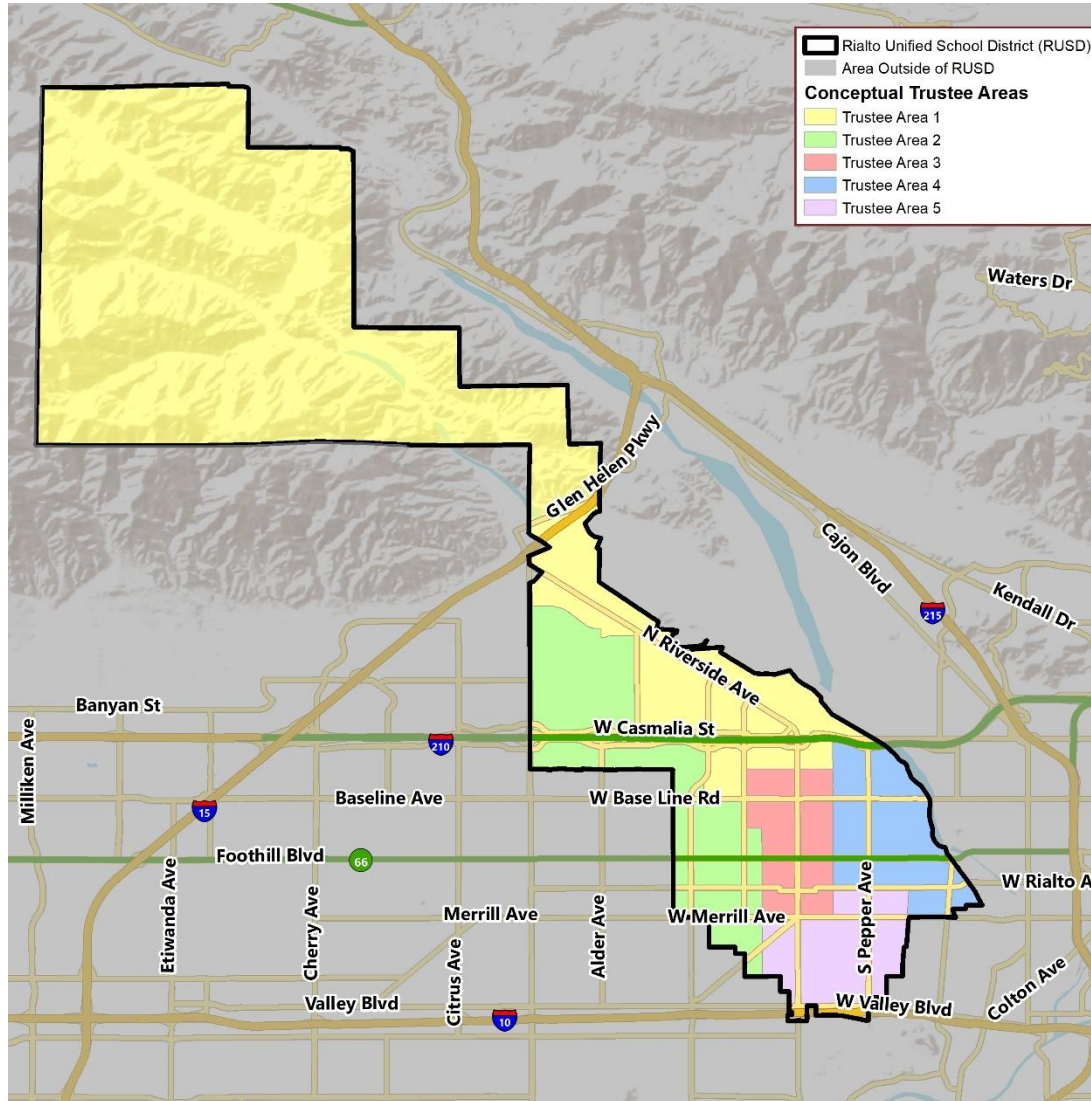 Rialto Unified School District (RUSD)
Area Outside of RUSD
Conceptual Trustee Areas
Trustee Area 1
Trustee Area 2
Trustee Area 3
Trustee Area 4
Trustee Area 5
Waters Dr
Glen Helen Pkwy
Cajon Blvd
Kendall Dr
215
N Riverside Ave
Banyan St
W Casmalia St
210
Milliken Ave
Baseline Ave
W Base Line Rd
15
Foothill Blvd
66
W Rialto A
Etiwanda Ave
Cherry Ave
Merrill Ave
W Merrill Ave
S Pepper Ave
Citrus Ave
Alder Ave
Valley Blvd
W Valley Blvd
Colton Ave
10